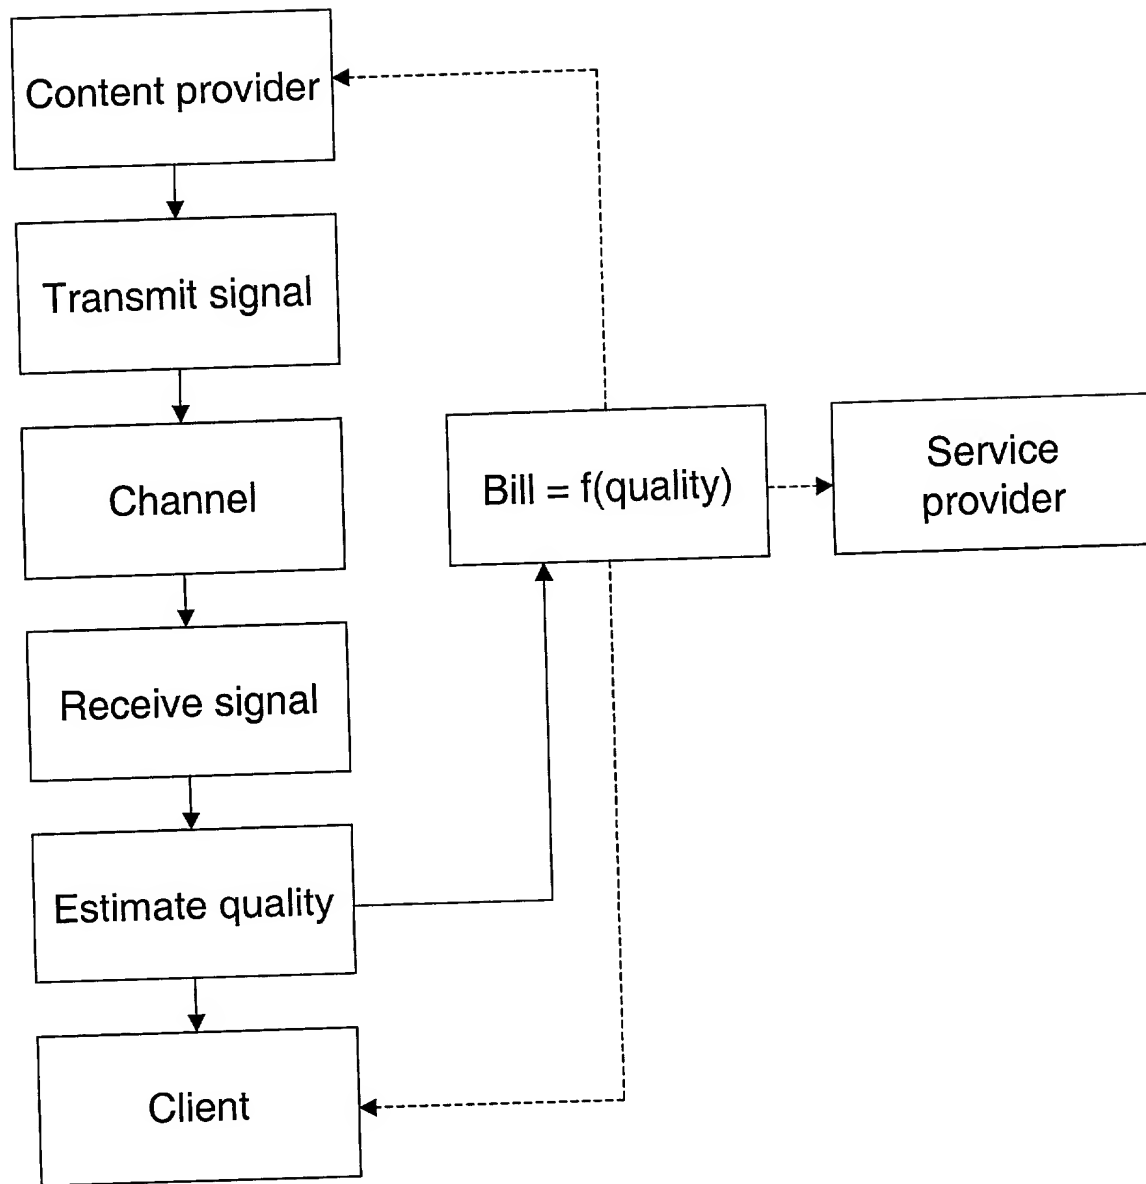 Content provider
Transmit signal
Channel
Receive signal
Estimate quality
Client
Bill = f(quality)
Service
provider